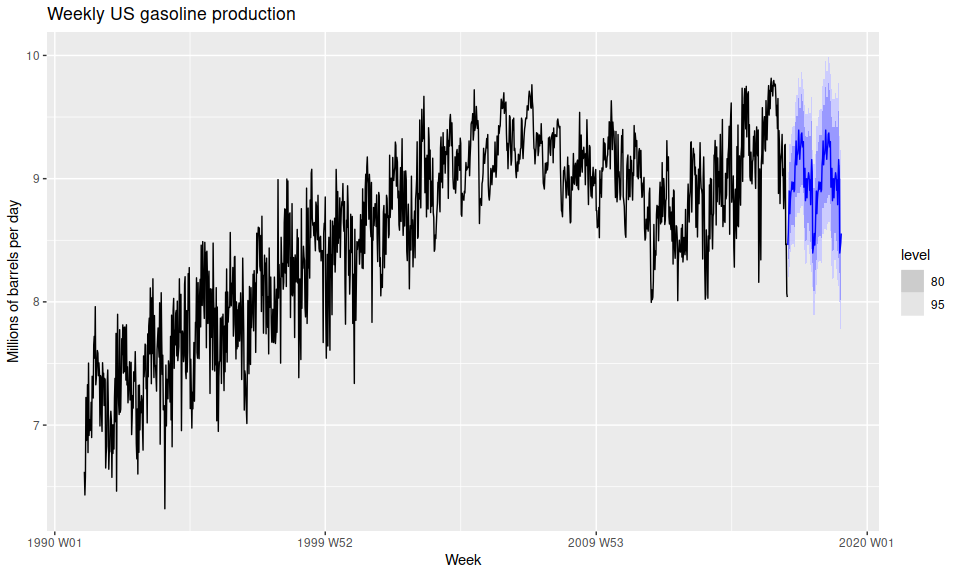 Weekly US gasoline production
10
9
8
7
Millions of barrels per day
1990 W01
1999 W52
2009 W53
2020 W01
Week
level
80
95